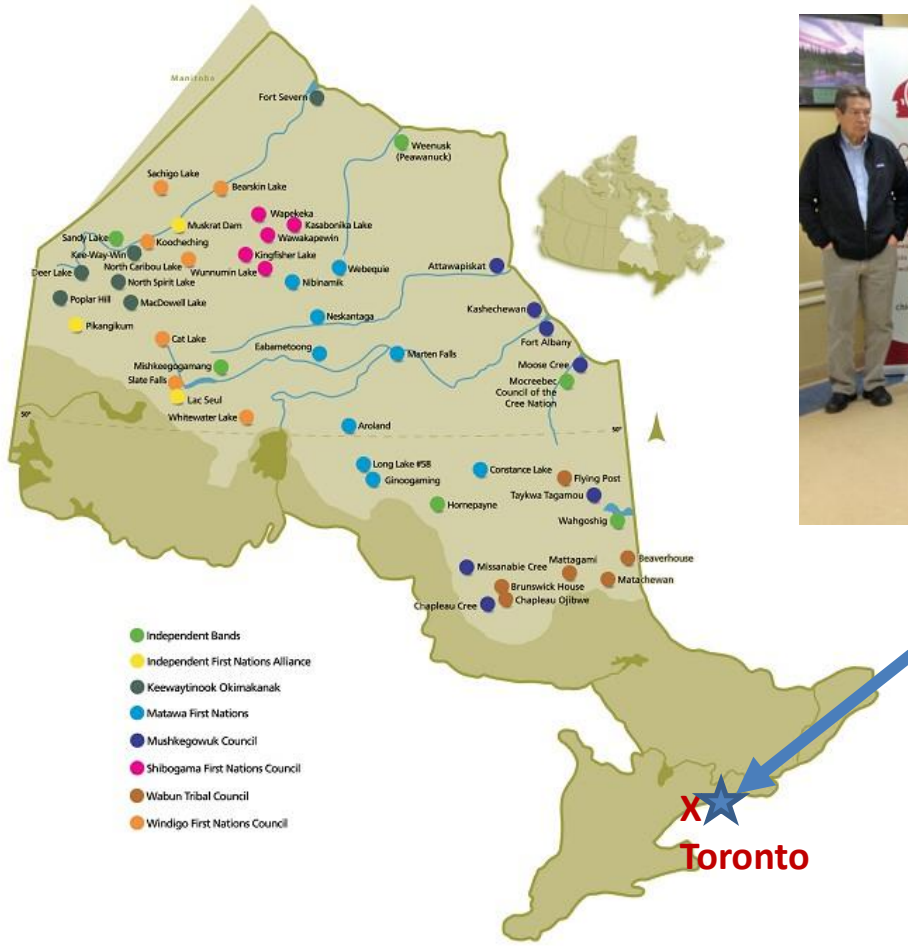 Manitoba
Fort Severn
Weenusk
(Peawanuck)
Sachigo Lake
Bearskin Lake
Wapekeka
Kasabonika Lake
Muskrat Dam
Wawakapewin
Sandy Lake
Koocheching
Kee-Way-Win
Kingfisher Lake
North Caribou Lake
Wunnumin Lake
Webequie
Attawapiskat
Deer Lake
North Spirit Lake
Nibinamik
Poplar Hill
MacDowell Lake
Kashechewan
Neskantaga
Pikangikum
Fort Albany
Cat Lake
Eabametoong
Marten Falls
Mishkeegogamang
Moose Cree
Slate Falls
Mocreebec
Council of the
Cree Nation
Lac Seul
50°
Whitewater Lake
Aroland
50°
Long Lake #58
Constance Lake
Ginoogaming
Flying Post
Taykwa Tagamou
Hornepayne
Wahgoshig
Missanabie Cree
Mattagami
Beaverhouse
Brunswick House
Matachewan
Chapleau Cree
Chapleau Ojibwe
Independent Bands
Independent First Nations Alliance
Keewaytinook Okimakanak
Matawa First Nations
Mushkegowuk Council
Shibogama First Nations Council
Wabun Tribal Council
Windigo First Nations Council
X
Toronto